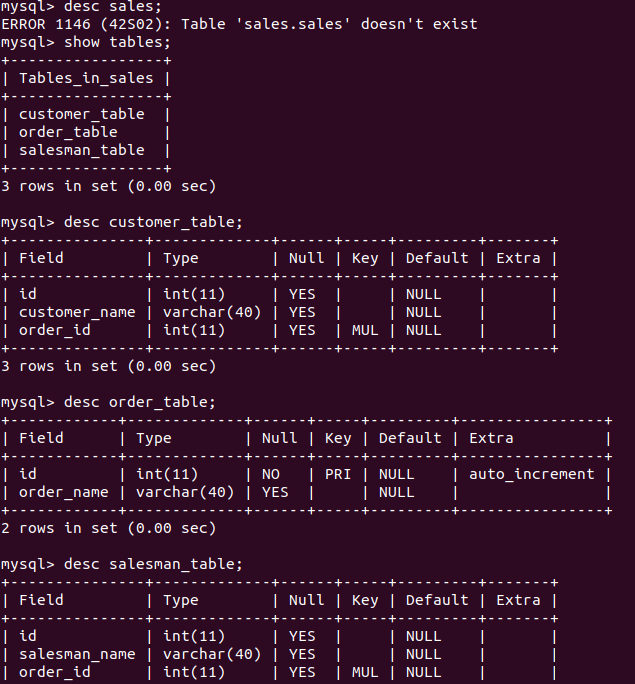 mysql> desc sales;
ERROR 1146 (42S02): Table 'sales.sales' doesn't exist
mysql> show tables;
+-----------------+
| Tables_in_sales |
+-----------------+
| customer_table  |
| order_table     |
| salesman_table  |
+-----------------+
3 rows in set (0.00 sec)
mysql> desc customer_table;
+---------------+-------------+------+-----+---------+-------+
| Field         | Type        | Null | Key | Default | Extra |
+---------------+-------------+------+-----+---------+-------+
| id            | int(11)     | YES  |     | NULL    |       |
| customer_name | varchar(40) | YES  |     | NULL    |       |
| order_id      | int(11)     | YES  | MUL | NULL    |       |
+---------------+-------------+------+-----+---------+-------+
3 rows in set (0.00 sec)
mysql> desc order_table;
+------------+-------------+------+-----+---------+----------------+
| Field      | Type        | Null | Key | Default | Extra          |
+------------+-------------+------+-----+---------+----------------+
| id         | int(11)     | NO   | PRI | NULL    | auto_increment |
| order_name | varchar(40) | YES  |     | NULL    |                |
+------------+-------------+------+-----+---------+----------------+
2 rows in set (0.00 sec)
mysql> desc salesman_table;
+---------------+-------------+------+-----+---------+-------+
| Field         | Type        | Null | Key | Default | Extra |
+---------------+-------------+------+-----+---------+-------+
| id            | int(11)     | YES  |     | NULL    |       |
| salesman_name | varchar(40) | YES  |     | NULL    |       |
| order_id      | int(11)     | YES  | MUL | NULL    |       |